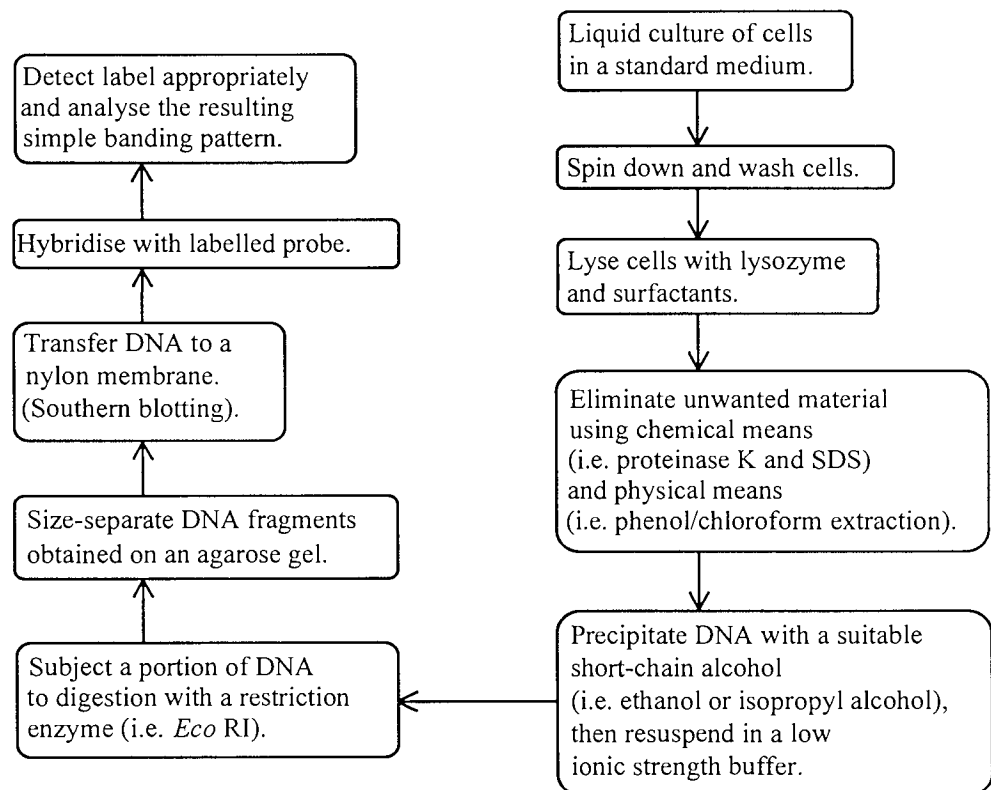 Liquid culture of cells
in a standard medium.
Spin down and wash cells.
Lyse cells with lysozyme
and surfactants.
Eliminate unwanted material
using chemical means
(i.e. proteinase K and SDS)
and physical means
(i.e. phenol/chloroform extraction).
Precipitate DNA with a suitable
short-chain alcohol
(i.e. ethanol or isopropyl alcohol),
then resuspend in a low
ionic strength buffer.
Subject a portion of DNA
to digestion with a restriction
enzyme (i.e. Eco RI).
Size-separate DNA fragments
obtained on an agarose gel.
Transfer DNA to a
nylon membrane.
(Southern blotting).
Hybridise with labelled probe.
Detect label appropriately
and analyse the resulting
simple banding pattern.